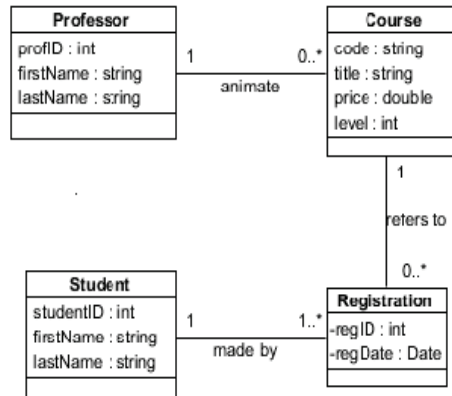 Professor
profID : int
firstName : string
lastName : string
1
0..*
animate
Course
code : string
title : string
price : double
level : int
1
refers to
0..*
Student
studentID : int
firstName : string
lastName : string
1
1..*
made by
Registration
-regID : int
-regDate : Date